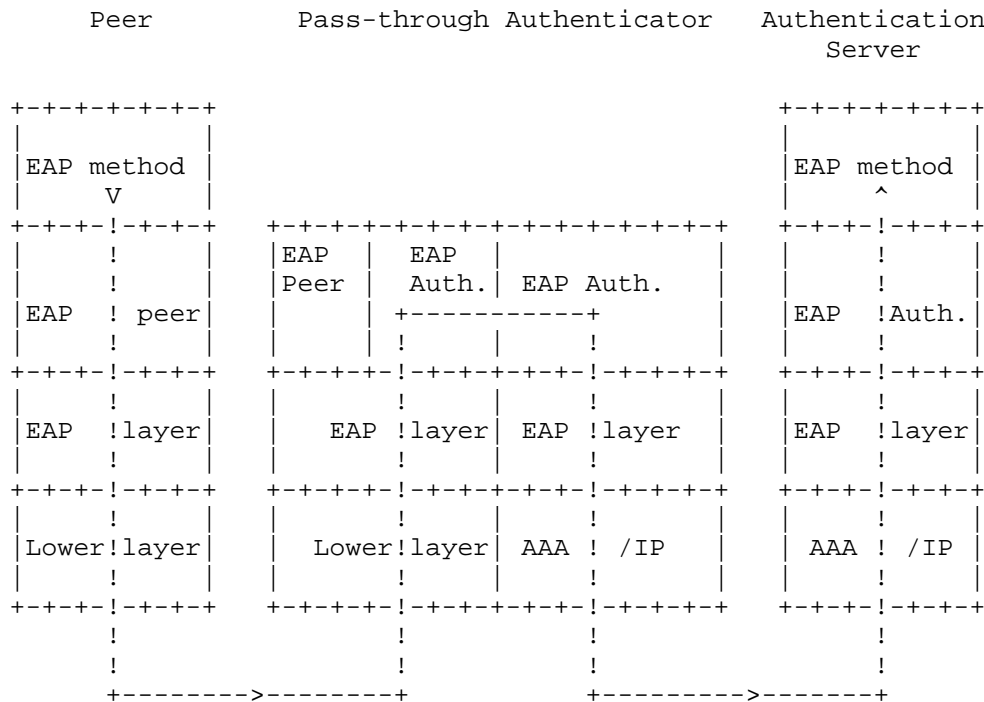 Peer Pass-through Authenticator Authentication
Server
EAP method EAP method
V ^
EAP EAP
Peer Auth. EAP Auth.
EAP ! peer EAP !Auth.
EAP !layer EAP !layer EAP !layer EAP !layer
Lower!layer Lower!layer AAA ! /IP AAA ! /IP